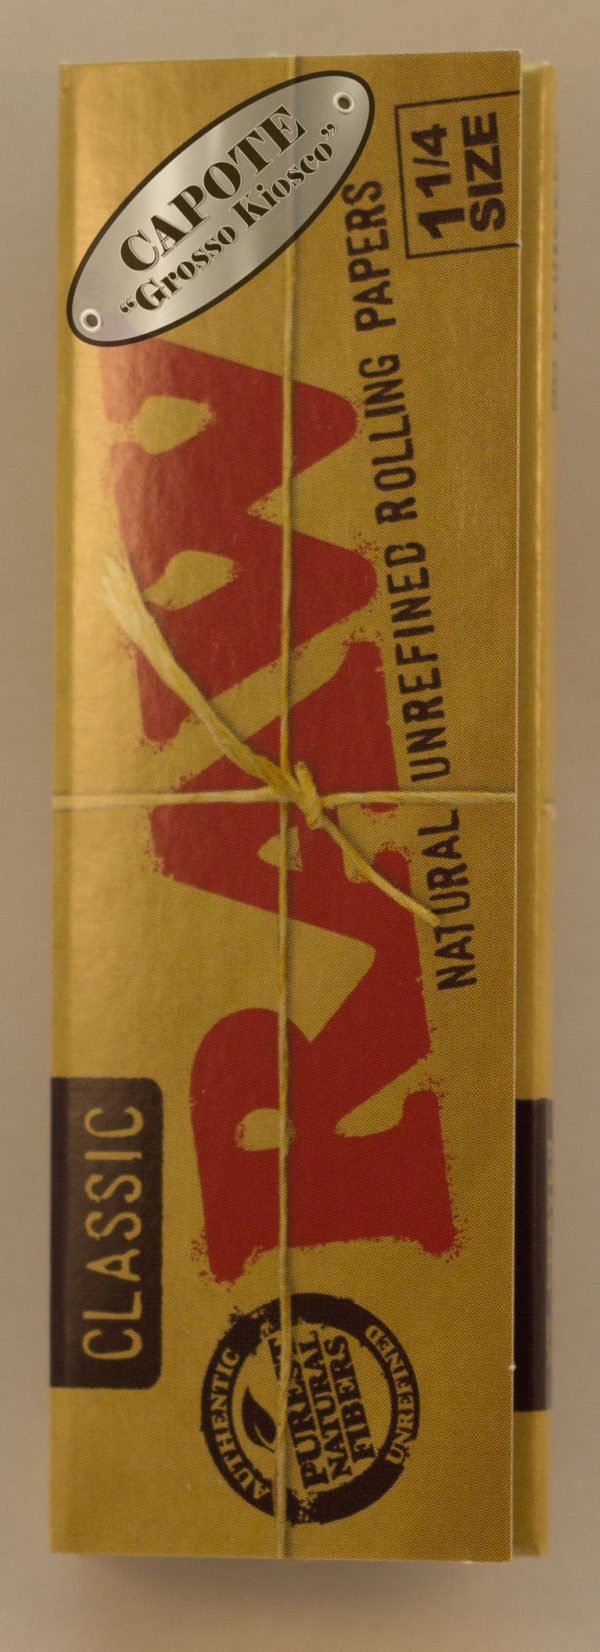 CLASSIC
RAW
NATURAL UNREFINED ROLLING PAPERS
1 1/4
SIZE
AUTHENTIC
PUREST
NATURAL
FIBERS
UNREFINED
CAPOTE
“Grosso Kiosco”